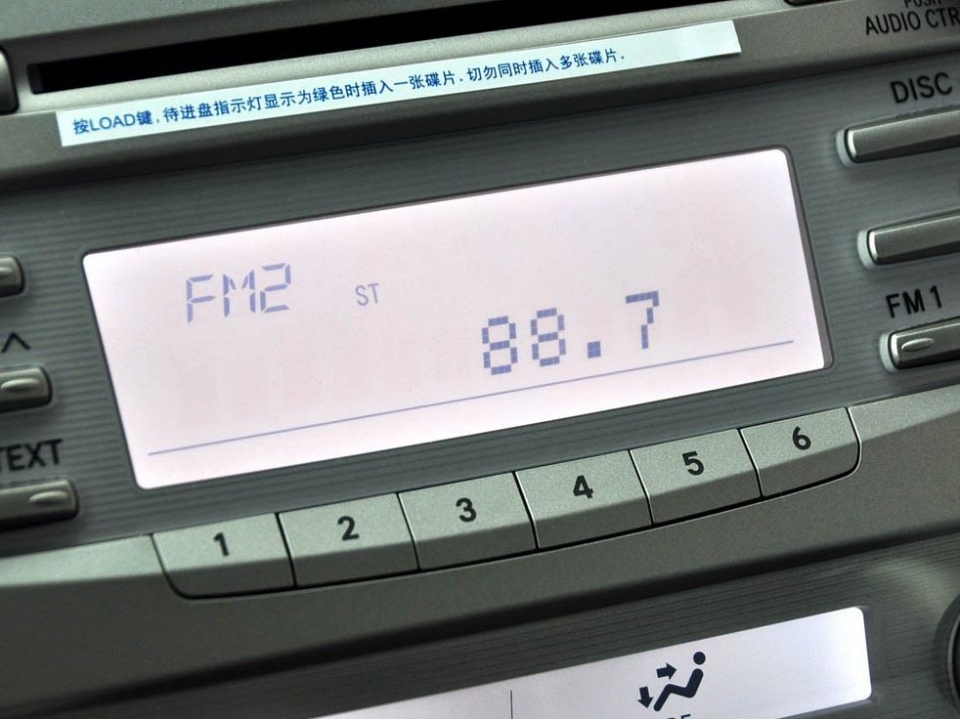 AUDIO CTR
按LOAD键,待进盘指示灯显示为绿色时插入一张碟片.切勿同时插入多张碟片.
DISC
FM2 ST 88.7
FM 1
TEXT
1 2 3 4 5 6